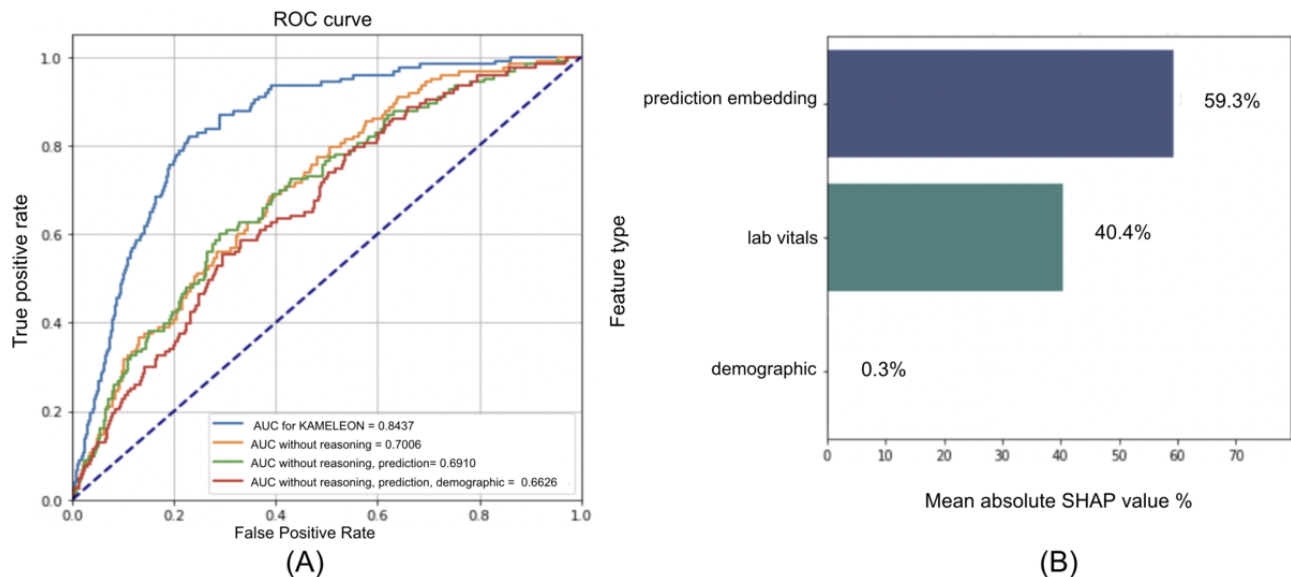 ROC curve
True positive rate
1.0
0.8
0.6
0.4
0.2
0.0
AUC for KAMELEON = 0.8437
AUC without reasoning = 0.7006
AUC without reasoning, prediction= 0.6910
AUC without reasoning, prediction, demographic = 0.6626
0.0 0.2 0.4 0.6 0.8 1.0
False Positive Rate
(A)
Feature type
prediction embedding
59.3%
lab vitals
40.4%
demographic
0.3%
0 10 20 30 40 50 60 70
Mean absolute SHAP value %
(B)